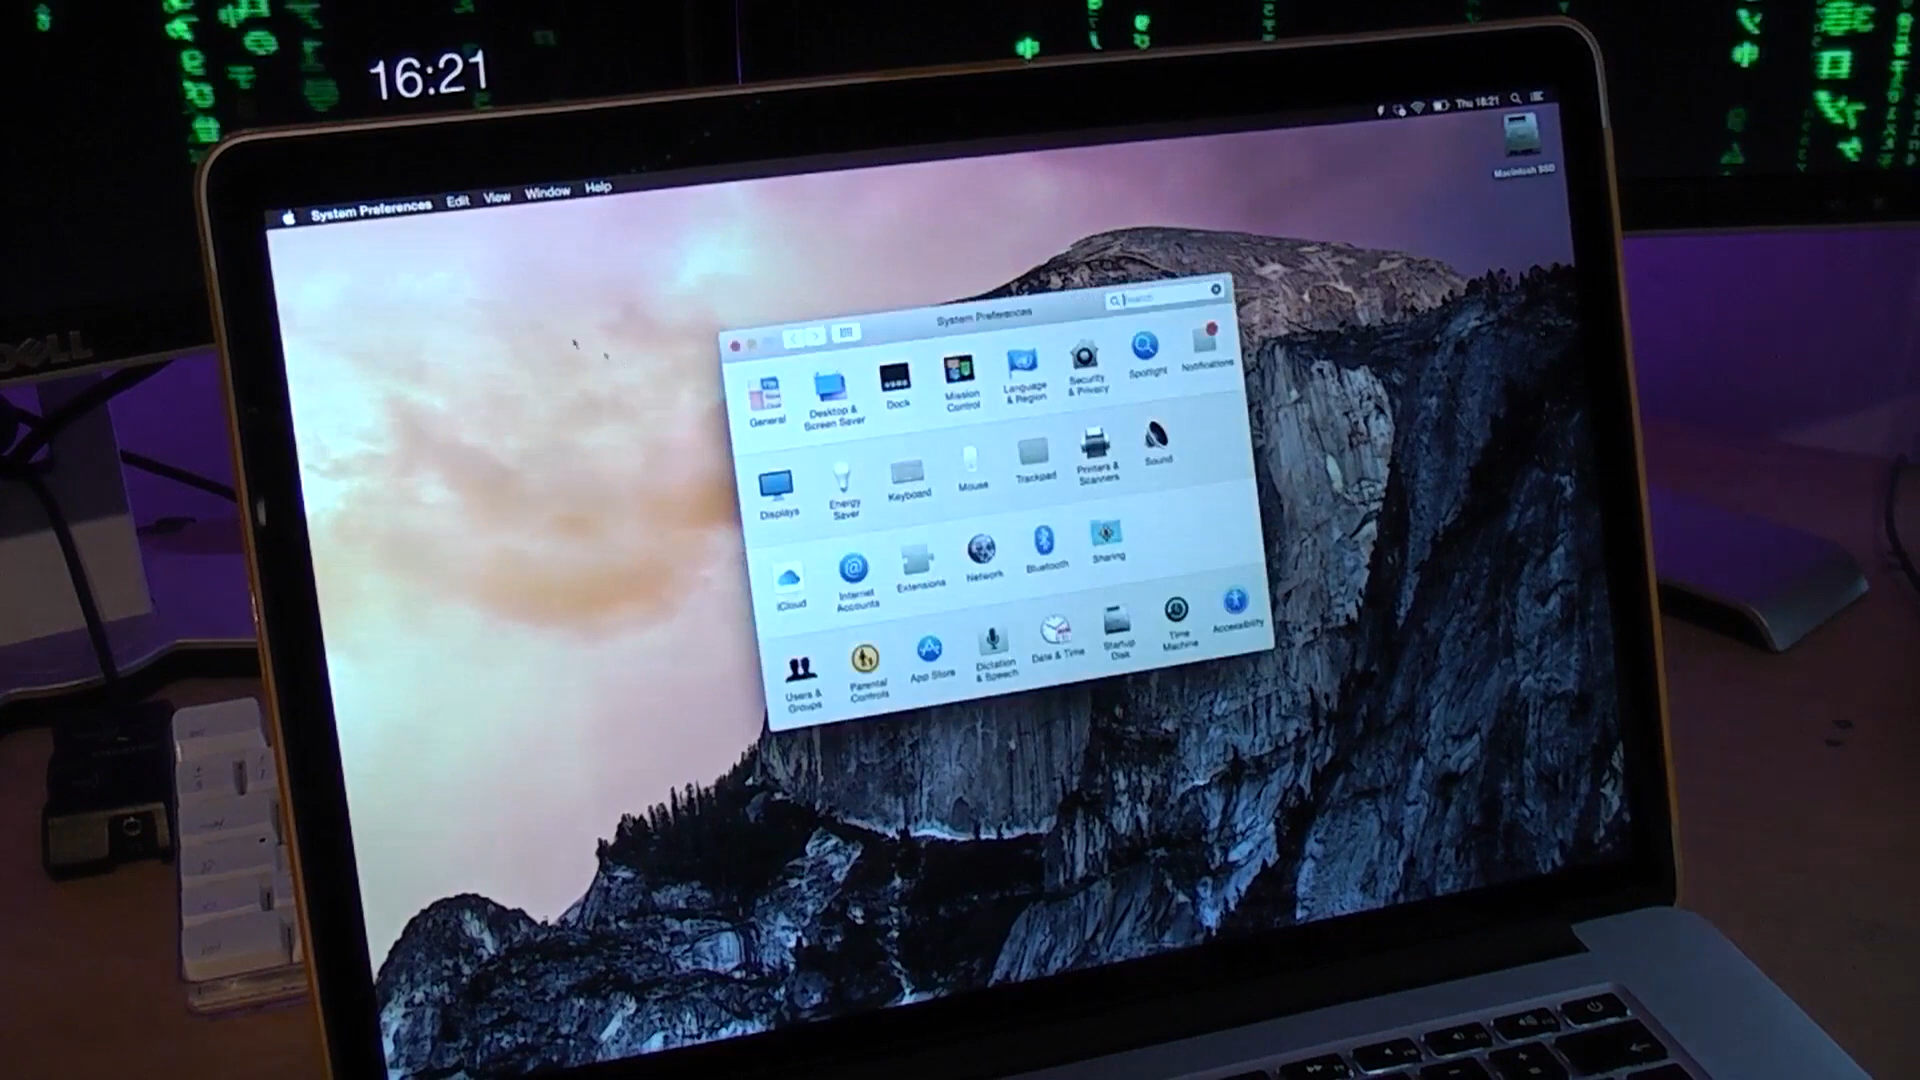 16:21
DELL
System Preferences Edit View Window Help
Thu 16:21
Macintosh SSD
System Preferences
Search
General
Desktop &
Screen Saver
Dock
Mission
Control
Language
& Region
Security
& Privacy
Spotlight
Notifications
Displays
Energy
Saver
Keyboard
Mouse
Trackpad
Printers &
Scanners
Sound
iCloud
Internet
Accounts
Extensions
Network
Bluetooth
Sharing
Users &
Groups
Parental
Controls
App Store
Dictation
& Speech
Date & Time
Startup
Disk
Time
Machine
Accessibility